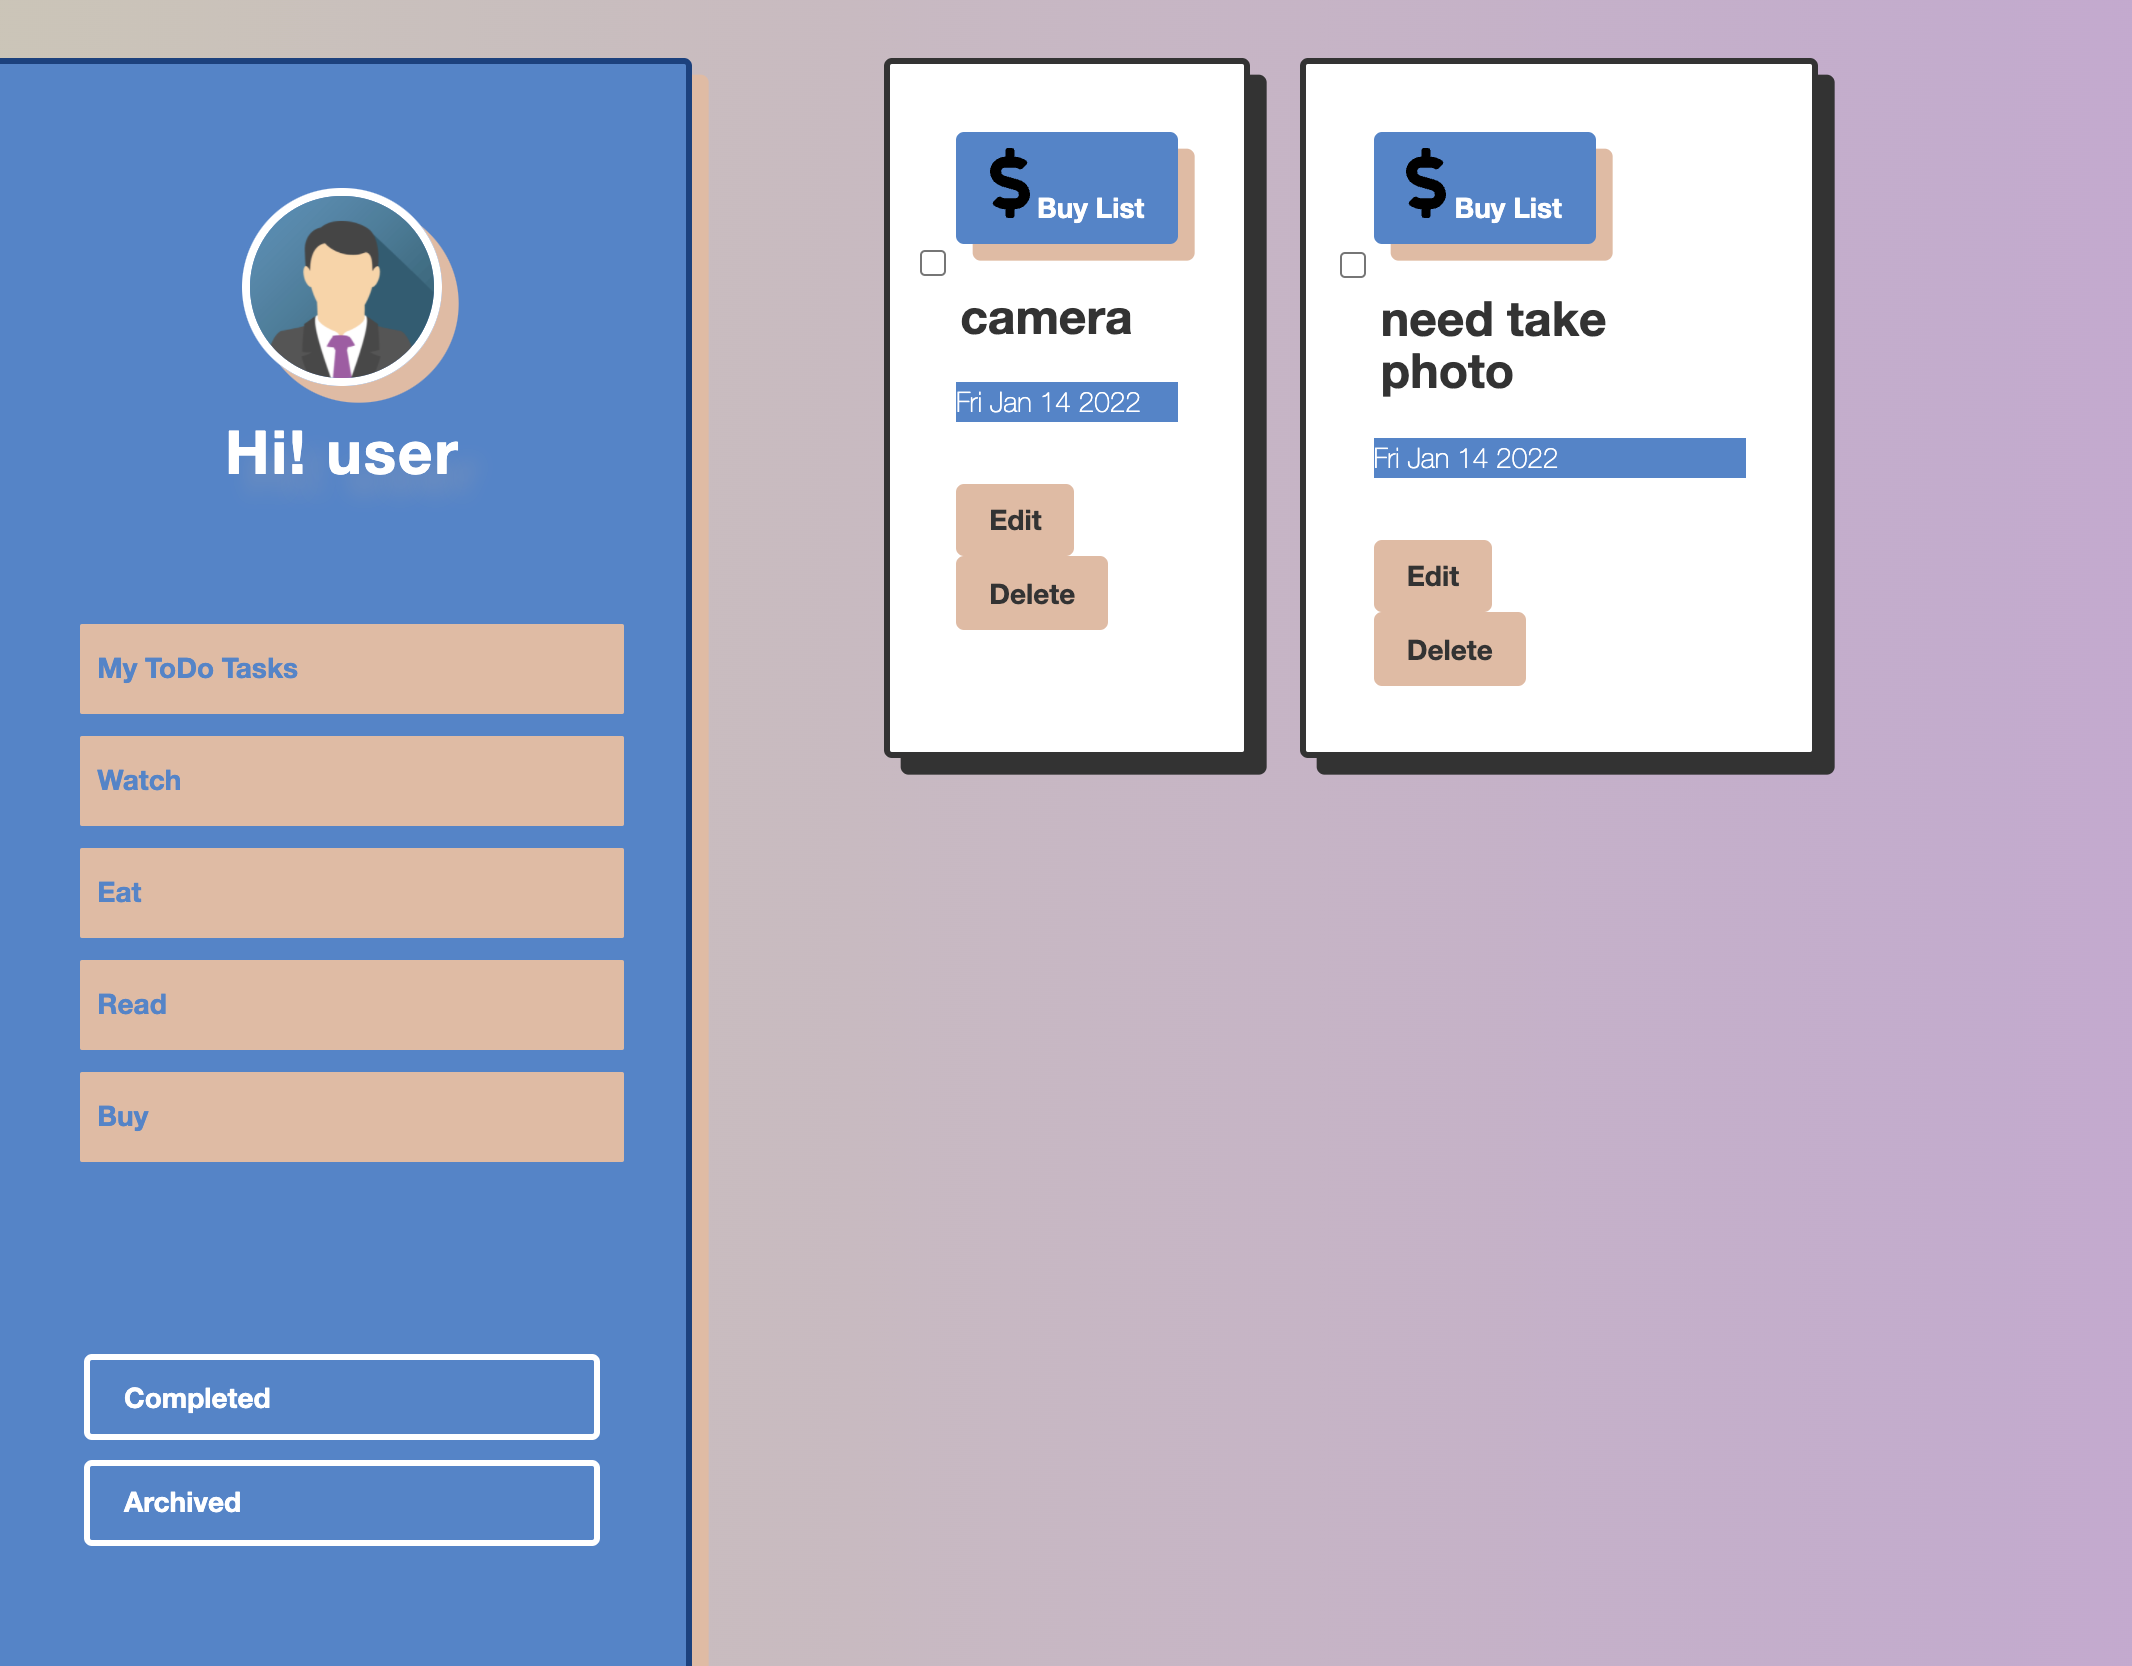 Hi! user
My ToDo Tasks
Watch
Eat
Read
Buy
Completed
Archived
$ Buy List
camera
Fri Jan 14 2022
Edit
Delete
$ Buy List
need take
photo
Fri Jan 14 2022
Edit
Delete